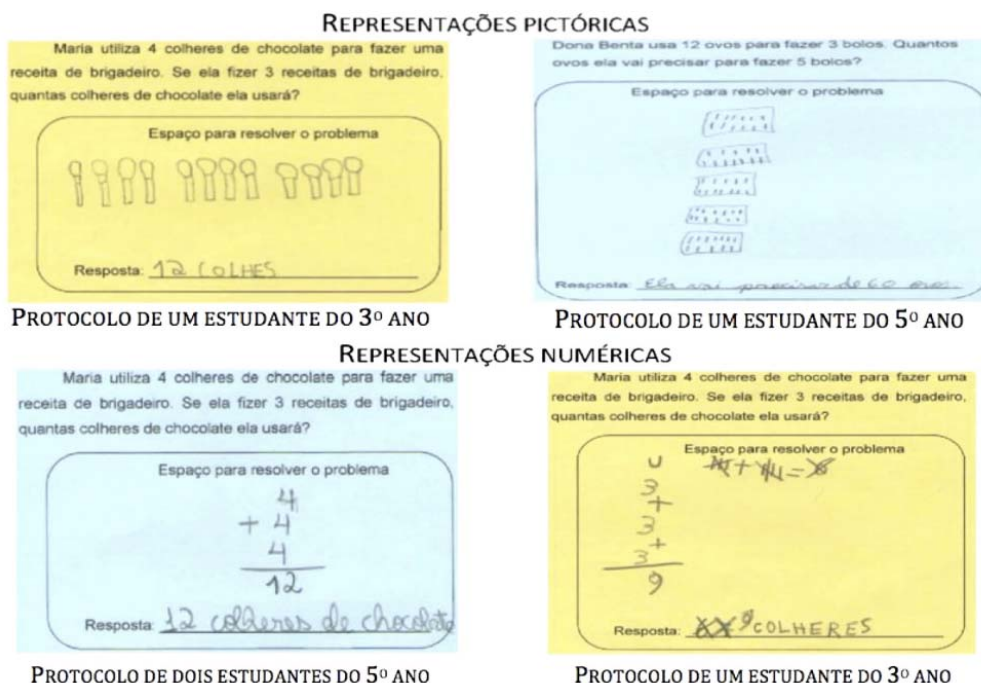 REPRESENTAÇÕES PICTÓRICAS
Maria utiliza 4 colheres de chocolate para fazer uma
receita de brigadeiro. Se ela fizer 3 receitas de brigadeiro,
quantas colheres de chocolate ela usará?
Espaço para resolver o problema
Resposta: 12 COLHES
PROTOCOLO DE UM ESTUDANTE DO 3º ANO
Dona Benta usa 12 ovos para fazer 3 bolos. Quantos
ovos ela vai precisar para fazer 5 bolos?
Espaço para resolver o problema
Resposta: Ela vai precisar de 60 ovos
PROTOCOLO DE UM ESTUDANTE DO 5º ANO
REPRESENTAÇÕES NUMÉRICAS
Maria utiliza 4 colheres de chocolate para fazer uma
receita de brigadeiro. Se ela fizer 3 receitas de brigadeiro,
quantas colheres de chocolate ela usará?
Espaço para resolver o problema
4
+ 4
4
12
Resposta: 12 colheres de chocolate
PROTOCOLO DE DOIS ESTUDANTES DO 5º ANO
Maria utiliza 4 colheres de chocolate para fazer uma
receita de brigadeiro. Se ela fizer 3 receitas de brigadeiro,
quantas colheres de chocolate ela usará?
Espaço para resolver o problema
U
3
+
3
+
3
9
Resposta: 9 COLHERES
PROTOCOLO DE UM ESTUDANTE DO 3º ANO